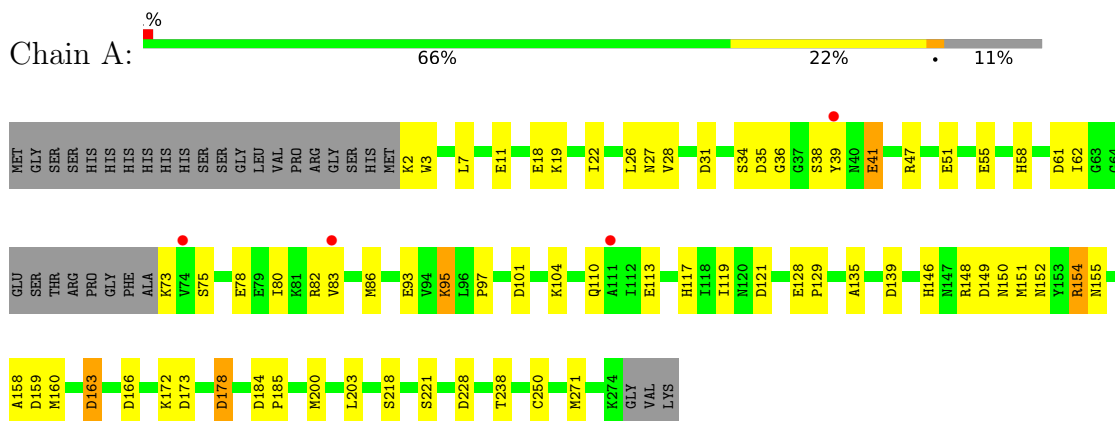 .%
Chain A:
66% 22% • 11%
MET GLY SER SER HIS HIS HIS HIS HIS HIS HIS SER SER GLY LEU VAL PRO ARG GLY SER HIS MET K2 W3 L7 E11 E18 K19 I22 L26 N27 V28 D31 S34 D35 G36 G37 S38 Y39 N40 E41 R47 E51 E55 H58 D61 I62 G63 G64
GLU SER THR ARG PRO GLY PHE ALA K73 V74 S75 E78 E79 I80 K81 R82 V83 M86 E93 V94 K95 L96 P97 D101 K104 Q110 A111 I112 E113 H117 I118 I119 N120 D121 E128 P129 A135 D139 H146 N147 R148 D149 N150 M151 N152 Y153 R154 N155
A158 D159 M160 D163 D166 K172 D173 D178 D184 P185 M200 L203 S218 S221 D228 T238 C250 M271 K274 GLY VAL LYS